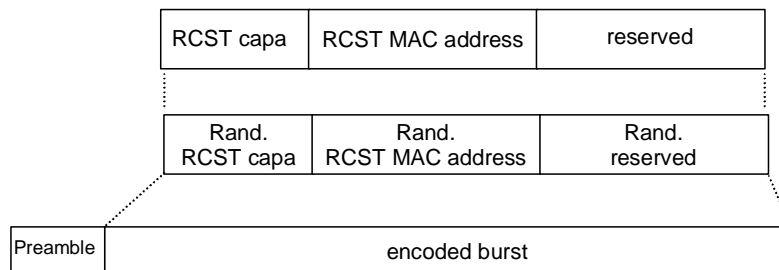 RCST capa RCST MAC address reserved
Rand. Rand. Rand.
RCST capa RCST MAC address reserved
Preamble encoded burst